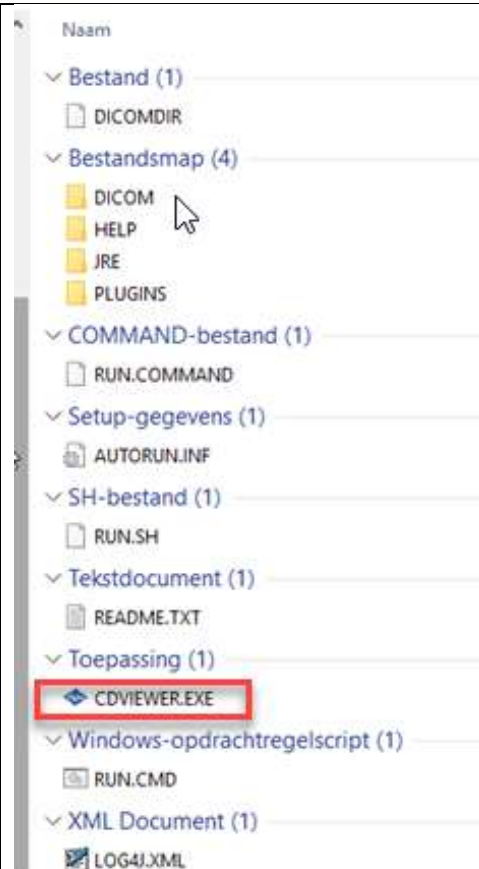 Naam
Bestand (1)
DICOMDIR
Bestandsmap (4)
DICOM
HELP
JRE
PLUGINS
COMMAND-bestand (1)
RUN.COMMAND
Setup-gegevens (1)
AUTORUN.INF
SH-bestand (1)
RUN.SH
Tekstdocument (1)
README.TXT
Toepassing (1)
CDVIEWER.EXE
Windows-opdrachtregelscript (1)
RUN.CMD
XML Document (1)
LOG4J.XML